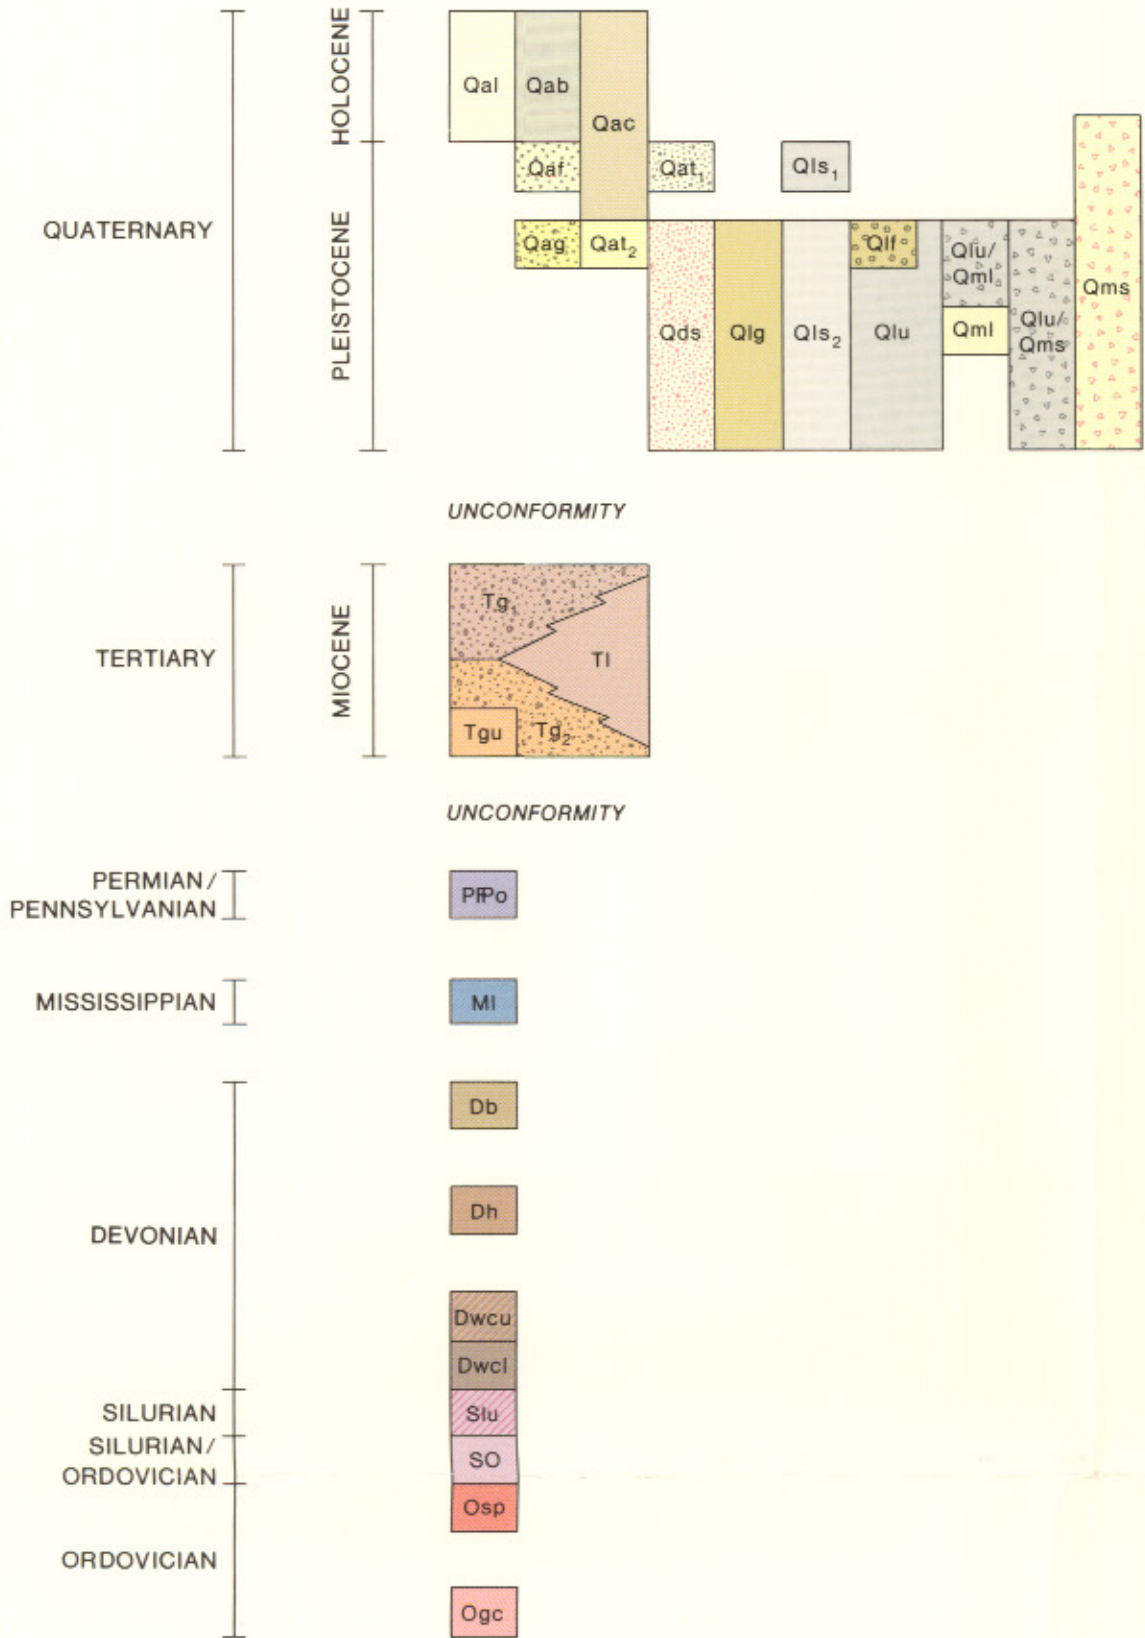 HOLOCENE
Qal
Qab
Qac
Qaf
Qat₁
Qls₁
QUATERNARY
PLEISTOCENE
Qag
Qat₂
Qlf
Qlu/
Qml
Qms
Qds
Qlg
Qls₂
Qlu
Qml
Qlu/
Qms
UNCONFORMITY
TERTIARY
MIOCENE
Tg₁
Tl
Tgu
Tg₂
UNCONFORMITY
PERMIAN/
PENNSYLVANIAN
PIPo
MISSISSIPPIAN
Ml
DEVONIAN
Db
Dh
Dwcu
Dwcl
SILURIAN
Slu
SILURIAN/
ORDOVICIAN
SO
Osp
ORDOVICIAN
Ogc